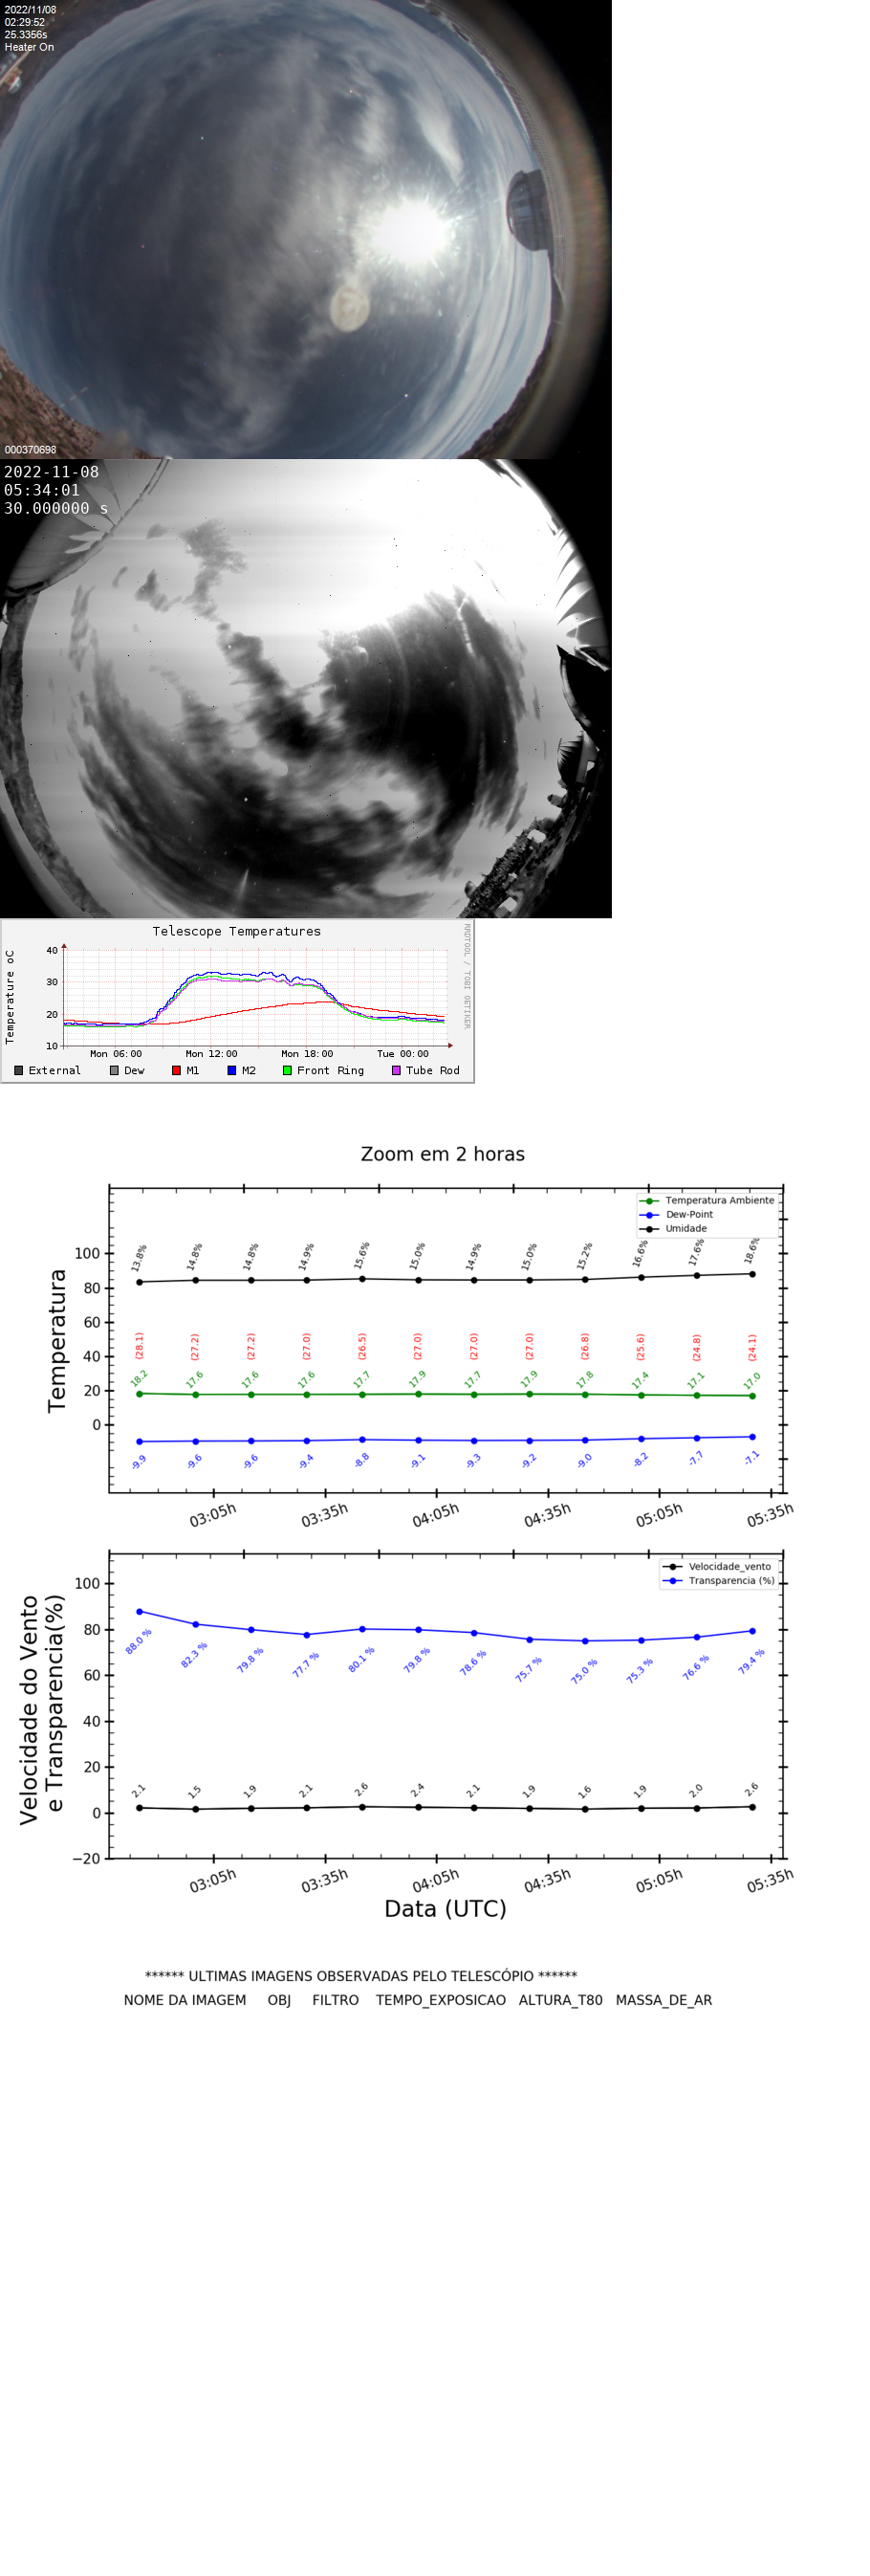 2022/11/08
02:29:52
25.3356s
Heater On
000370698
2022-11-08
05:34:01
30.000000 s
Telescope Temperatures
Temperature oC
RRDTOOL / TOBI OETIKER
40
30
20
10
Mon 06:00 Mon 12:00 Mon 18:00 Tue 00:00
External Dew M1 M2 Front Ring Tube Rod
Zoom em 2 horas
Temperatura
Temperatura Ambiente
Dew-Point
Umidade
100
80
60
40
20
0
13.8% 14.8% 14.8% 14.9% 15.6% 15.0% 14.9% 15.0% 15.2% 16.6% 17.6% 18.6%
(28.1) (27.2) (27.2) (27.0) (26.5) (27.0) (27.0) (27.0) (26.8) (25.6) (24.8) (24.1)
18.2 17.6 17.6 17.6 17.7 17.9 17.7 17.9 17.8 17.4 17.1 17.0
-9.9 -9.6 -9.6 -9.4 -8.8 -9.1 -9.3 -9.2 -9.0 -8.2 -7.7 -7.1
03:05h 03:35h 04:05h 04:35h 05:05h 05:35h
Velocidade do Vento
e Transparencia(%)
Velocidade_vento
Transparencia (%)
100
80
60
40
20
0
−20
88.0 % 82.3 % 79.8 % 77.7 % 80.1 % 79.8 % 78.6 % 75.7 % 75.0 % 75.3 % 76.6 % 79.4 %
2.1 1.5 1.9 2.1 2.6 2.4 2.1 1.9 1.6 1.9 2.0 2.6
03:05h 03:35h 04:05h 04:35h 05:05h 05:35h
Data (UTC)
****** ULTIMAS IMAGENS OBSERVADAS PELO TELESCÓPIO ******
NOME DA IMAGEM OBJ FILTRO TEMPO_EXPOSICAO ALTURA_T80 MASSA_DE_AR